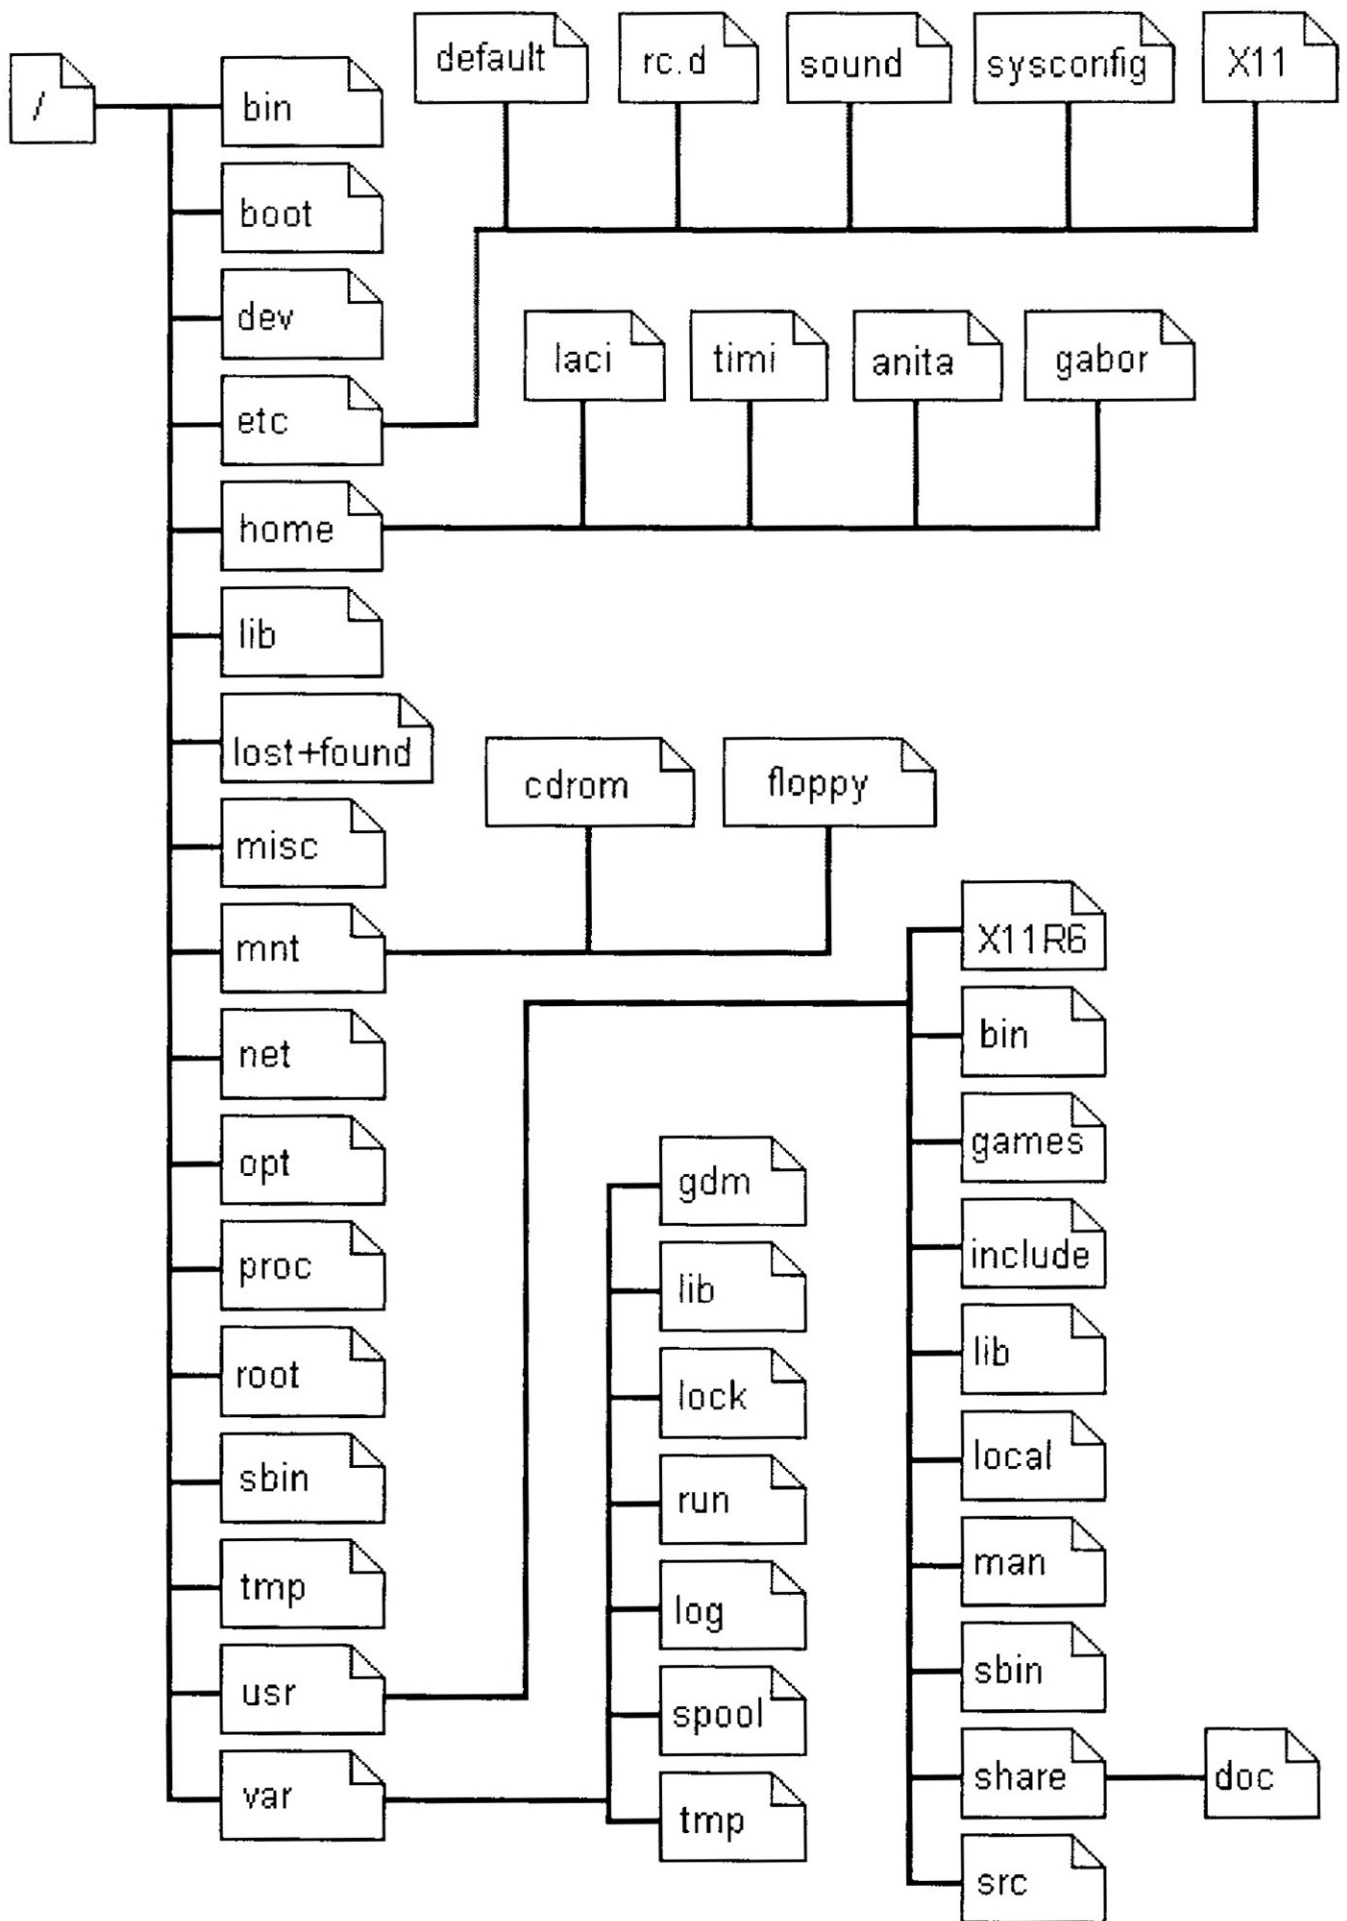 /
bin
default
rc.d
sound
sysconfig
X11
boot
dev
etc
laci
timi
anita
gabor
home
lib
lost+found
cdrom
floppy
misc
mnt
net
opt
proc
root
sbin
tmp
usr
var
gdm
lib
lock
run
log
spool
tmp
X11R6
bin
games
include
lib
local
man
sbin
share
doc
src